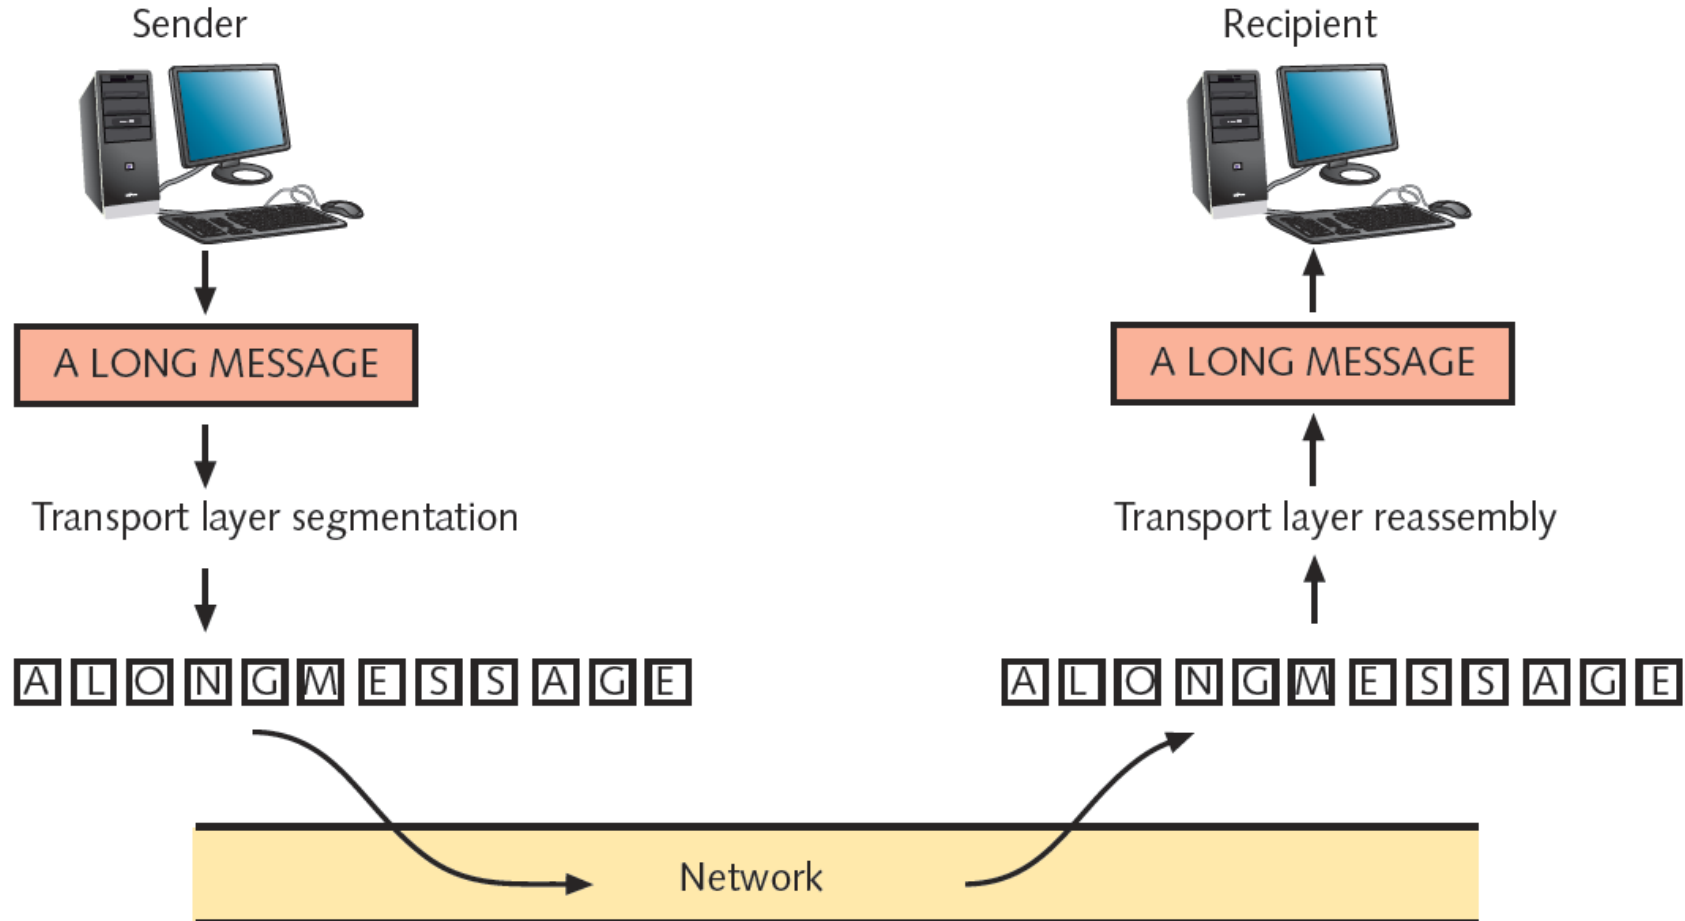 Sender
Recipient
A LONG MESSAGE
A LONG MESSAGE
Transport layer segmentation
Transport layer reassembly
A L O N G M E S S A G E
A L O N G M E S S A G E
Network